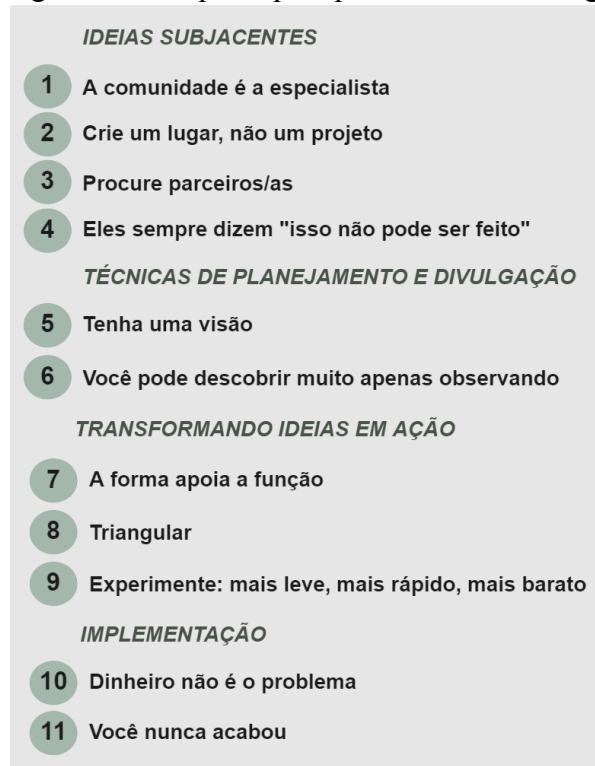 IDEIAS SUBJACENTES
1 A comunidade é a especialista
2 Crie um lugar, não um projeto
3 Procure parceiros/as
4 Eles sempre dizem "isso não pode ser feito"
TÉCNICAS DE PLANEJAMENTO E DIVULGAÇÃO
5 Tenha uma visão
6 Você pode descobrir muito apenas observando
TRANSFORMANDO IDEIAS EM AÇÃO
7 A forma apoia a função
8 Triangular
9 Experimente: mais leve, mais rápido, mais barato
IMPLEMENTAÇÃO
10 Dinheiro não é o problema
11 Você nunca acabou